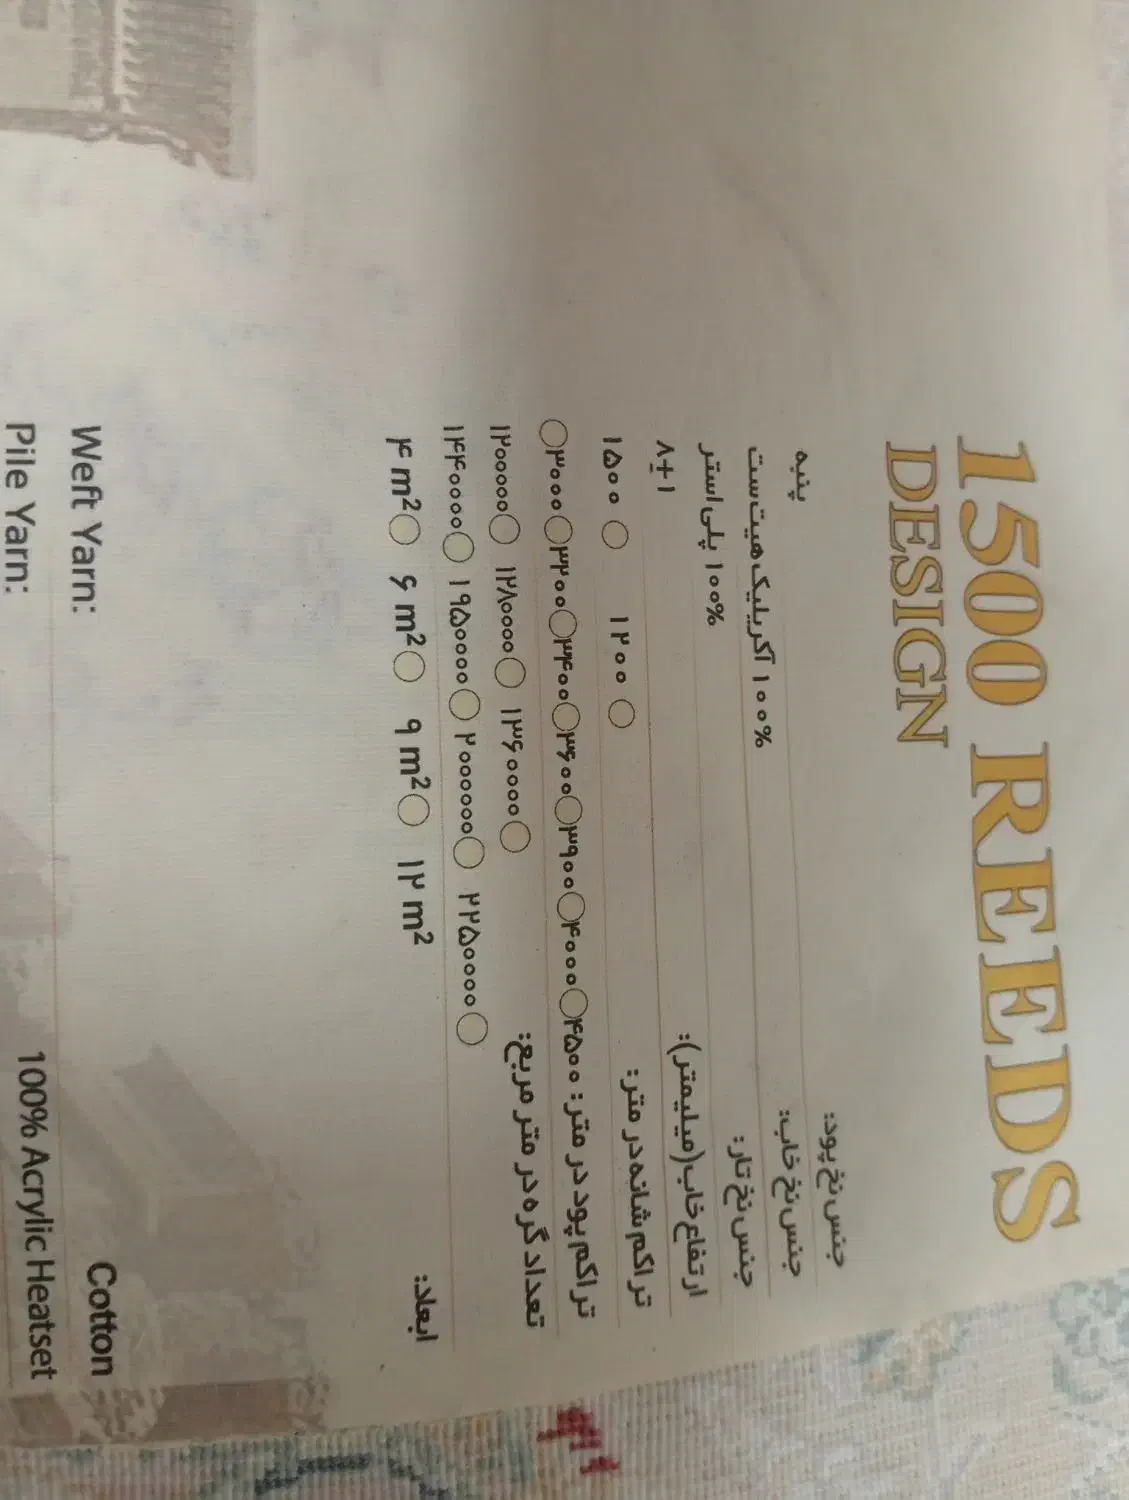 1500 REEDS
DESIGN
جنس نخ پود: پنبه
جنس نخ خاب: ۱۰۰% آکریلیک هیت ست
جنس نخ تار: ۱۰۰% پلی استر
ارتفاع خاب(میلیمتر): ۸±۱
تراکم شانه در متر: ○ ۱۲۰۰ ○ ۱۵۰۰
تراکم پود در متر: ۴۵۰۰○۴۰۰۰○۳۹۰۰○۳۶۰۰○۳۴۰۰○۳۲۰۰○۳۰۰۰○
تعداد گره در متر مربع: ○۱۳۶۰۰۰۰ ○۱۲۸۰۰۰۰ ○۱۲۰۰۰۰۰
○۲۲۵۰۰۰۰ ○۲۰۰۰۰۰۰ ○۱۹۵۰۰۰۰ ○۱۴۴۰۰۰۰
ابعاد: ۱۲ m² ○۹ m² ○۶ m² ○۴ m²
Weft Yarn: Cotton
Pile Yarn: 100% Acrylic Heatset